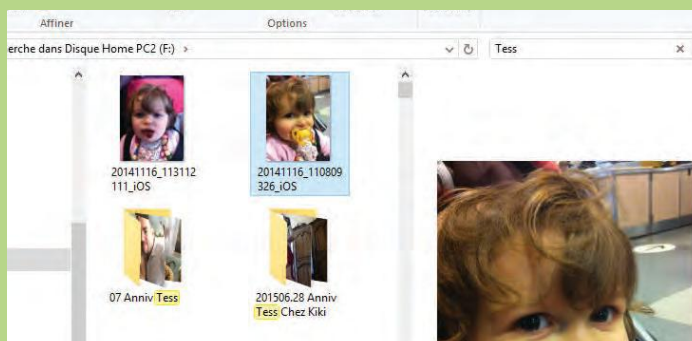 Affiner
Options
erche dans Disque Home PC2 (F:) >
Tess
20141116_113112
111_iOS
20141116_110809
326_iOS
07 Anniv Tess
201506.28 Anniv
Tess Chez Kiki